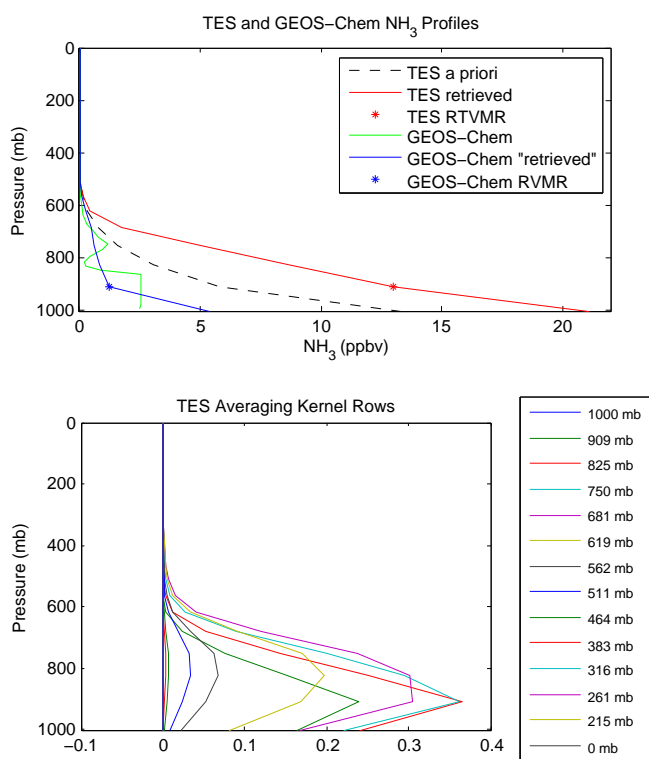 TES and GEOS−Chem NH3 Profiles
0
200
400
600
800
1000
Pressure (mb)
0
5
10
15
20
NH3 (ppbv)
TES a priori
TES retrieved
TES RTVMR
GEOS−Chem
GEOS−Chem "retrieved"
GEOS−Chem RVMR
TES Averaging Kernel Rows
0
200
400
600
800
1000
Pressure (mb)
−0.1
0
0.1
0.2
0.3
0.4
1000 mb
909 mb
825 mb
750 mb
681 mb
619 mb
562 mb
511 mb
464 mb
383 mb
316 mb
261 mb
215 mb
0 mb